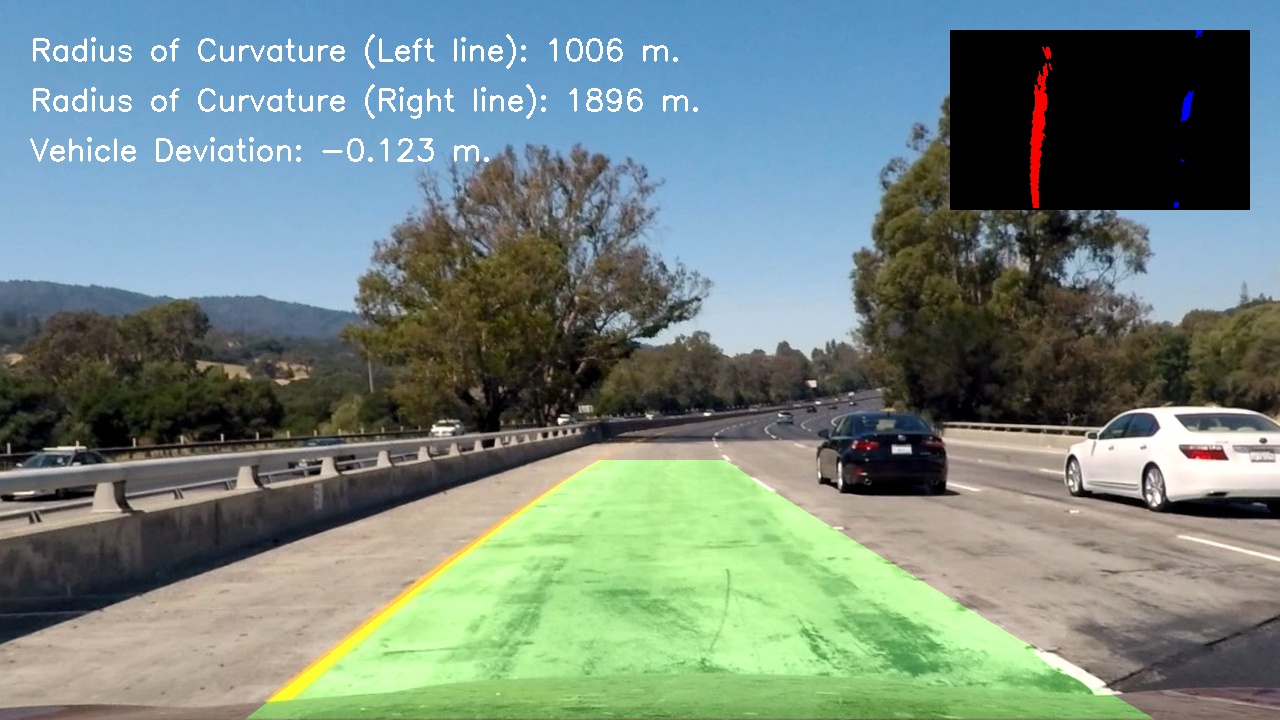 Radius of Curvature (Left line): 1006 m.
Radius of Curvature (Right line): 1896 m.
Vehicle Deviation: −0.123 m.